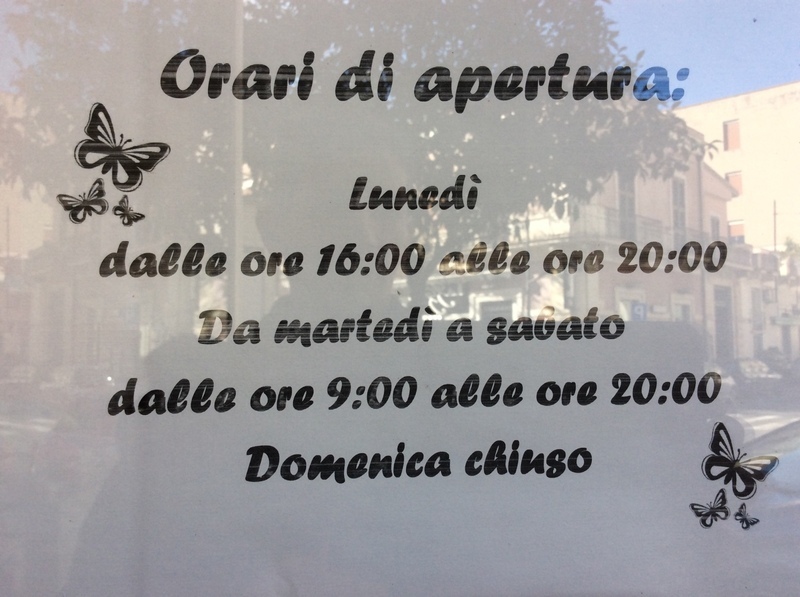 Orari di apertura:
Lunedì
dalle ore 16:00 alle ore 20:00
Da martedì a sabato
dalle ore 9:00 alle ore 20:00
Domenica chiuso